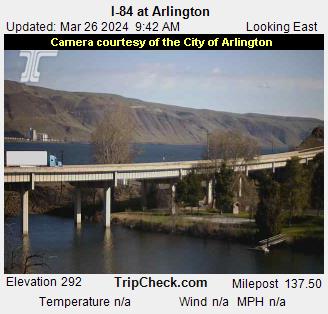 I-84 at Arlington
Updated: Mar 26 2024 9:42 AM Looking East
Camera courtesy of the City of Arlington
Elevation 292 TripCheck.com Milepost 137.50
Temperature n/a Wind n/a MPH n/a